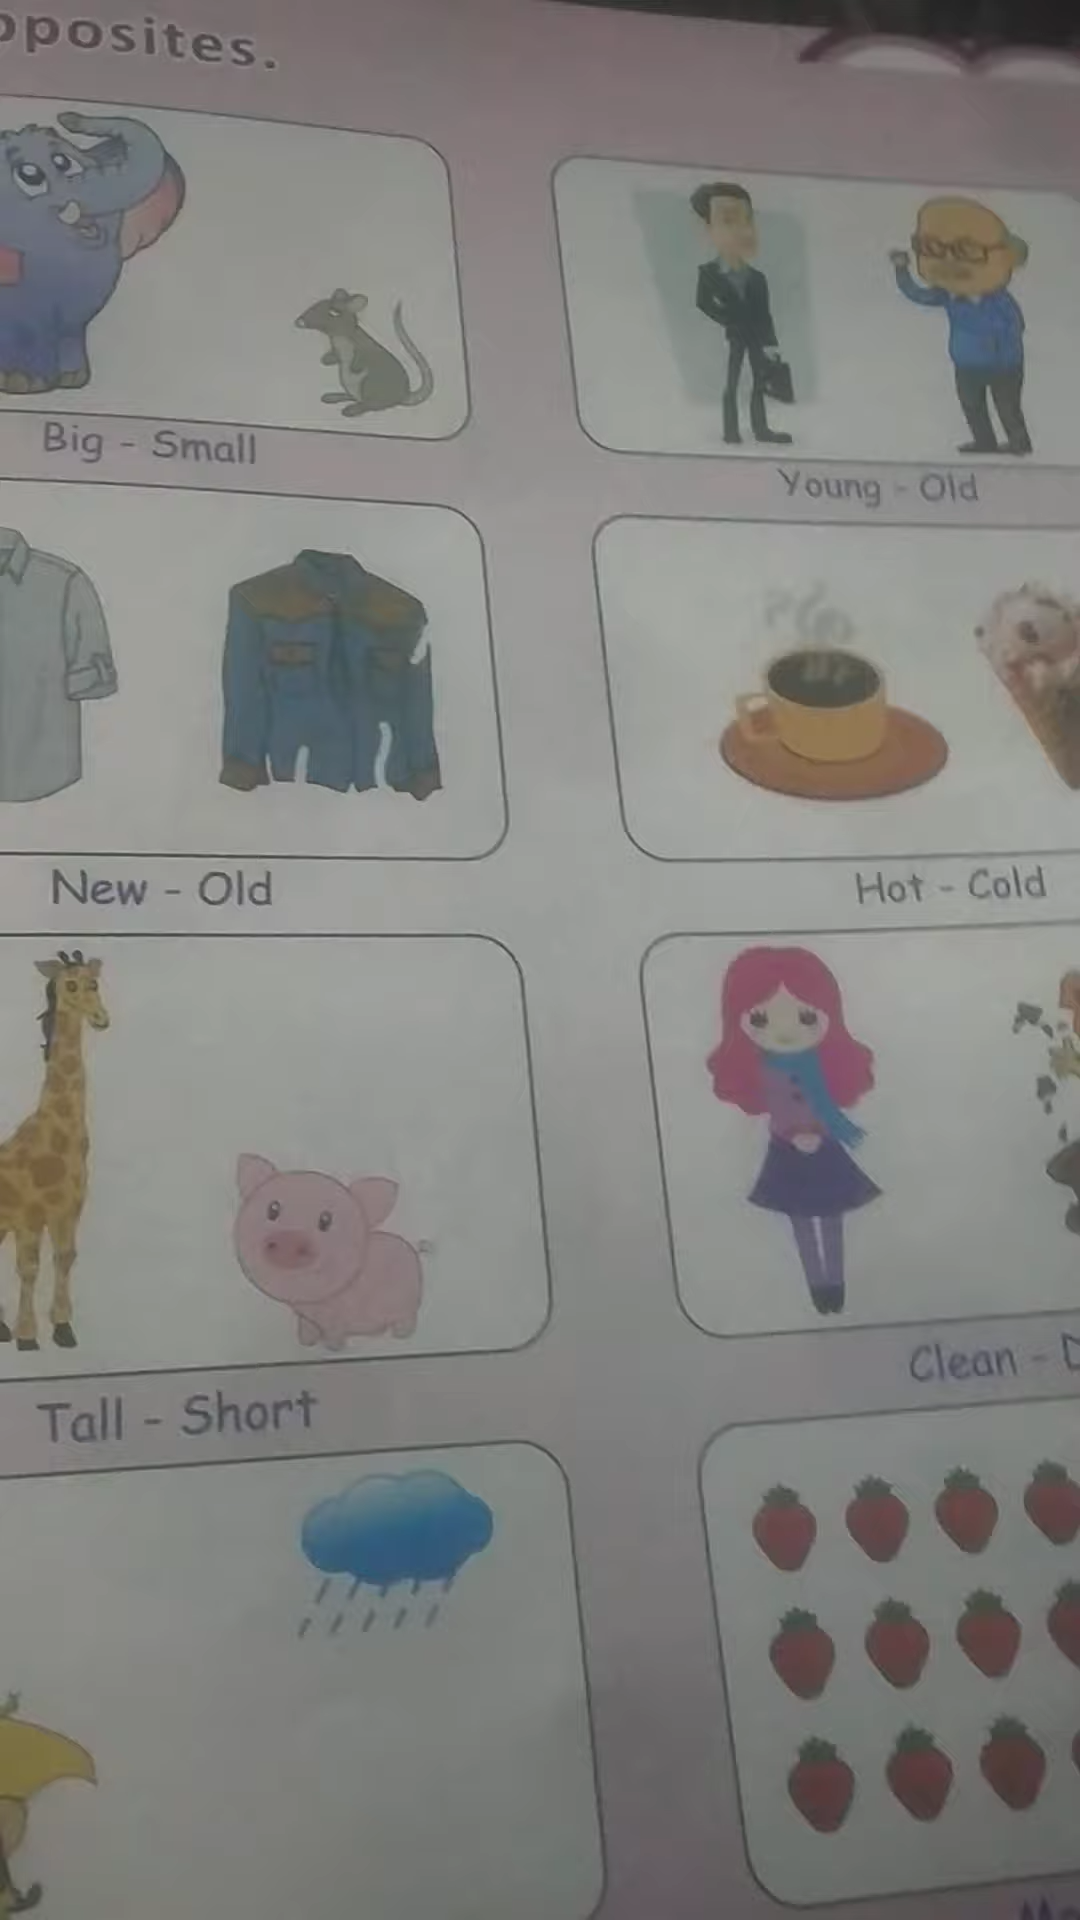 pposites.
Big - Small
Young - Old
New - Old
Hot - Cold
Tall - Short
Clean -